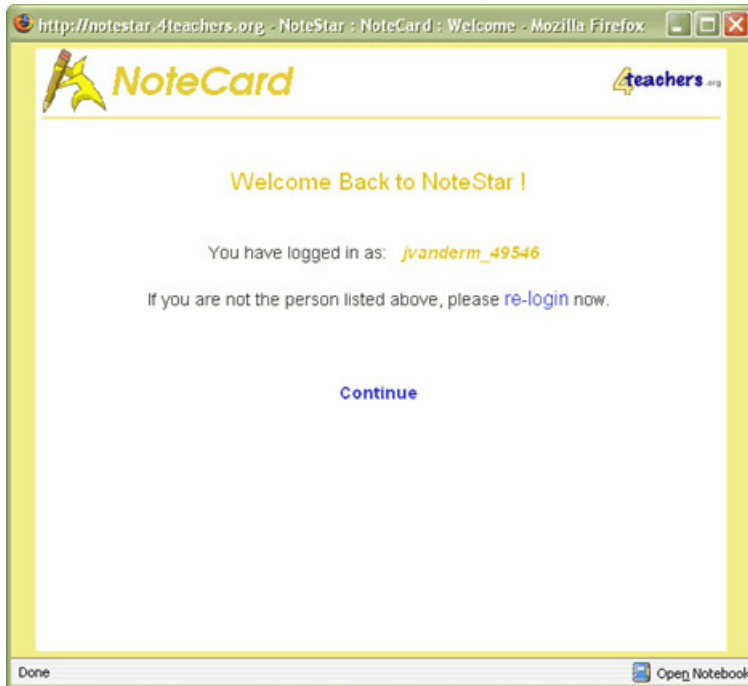 http://notestar.4teachers.org - NoteStar : NoteCard : Welcome - Mozilla Firefox
NoteCard
4teachers.org
Welcome Back to NoteStar !
You have logged in as: jvanderm_49546
If you are not the person listed above, please re-login now.
Continue
Done
Open Notebook